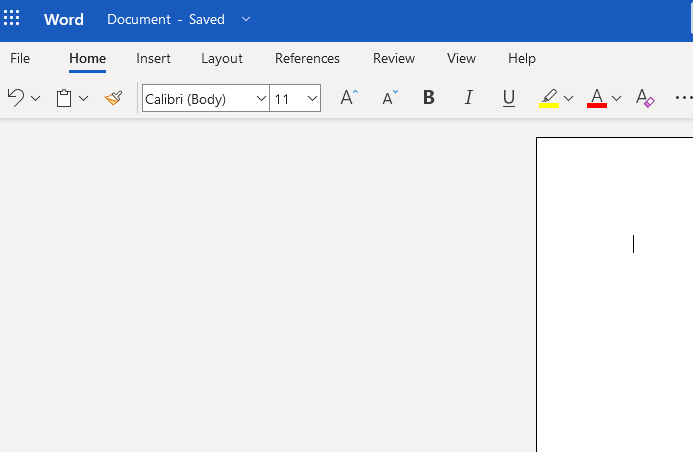 Word Document - Saved
File Home Insert Layout References Review View Help
Calibri (Body) 11 A A B I U A A